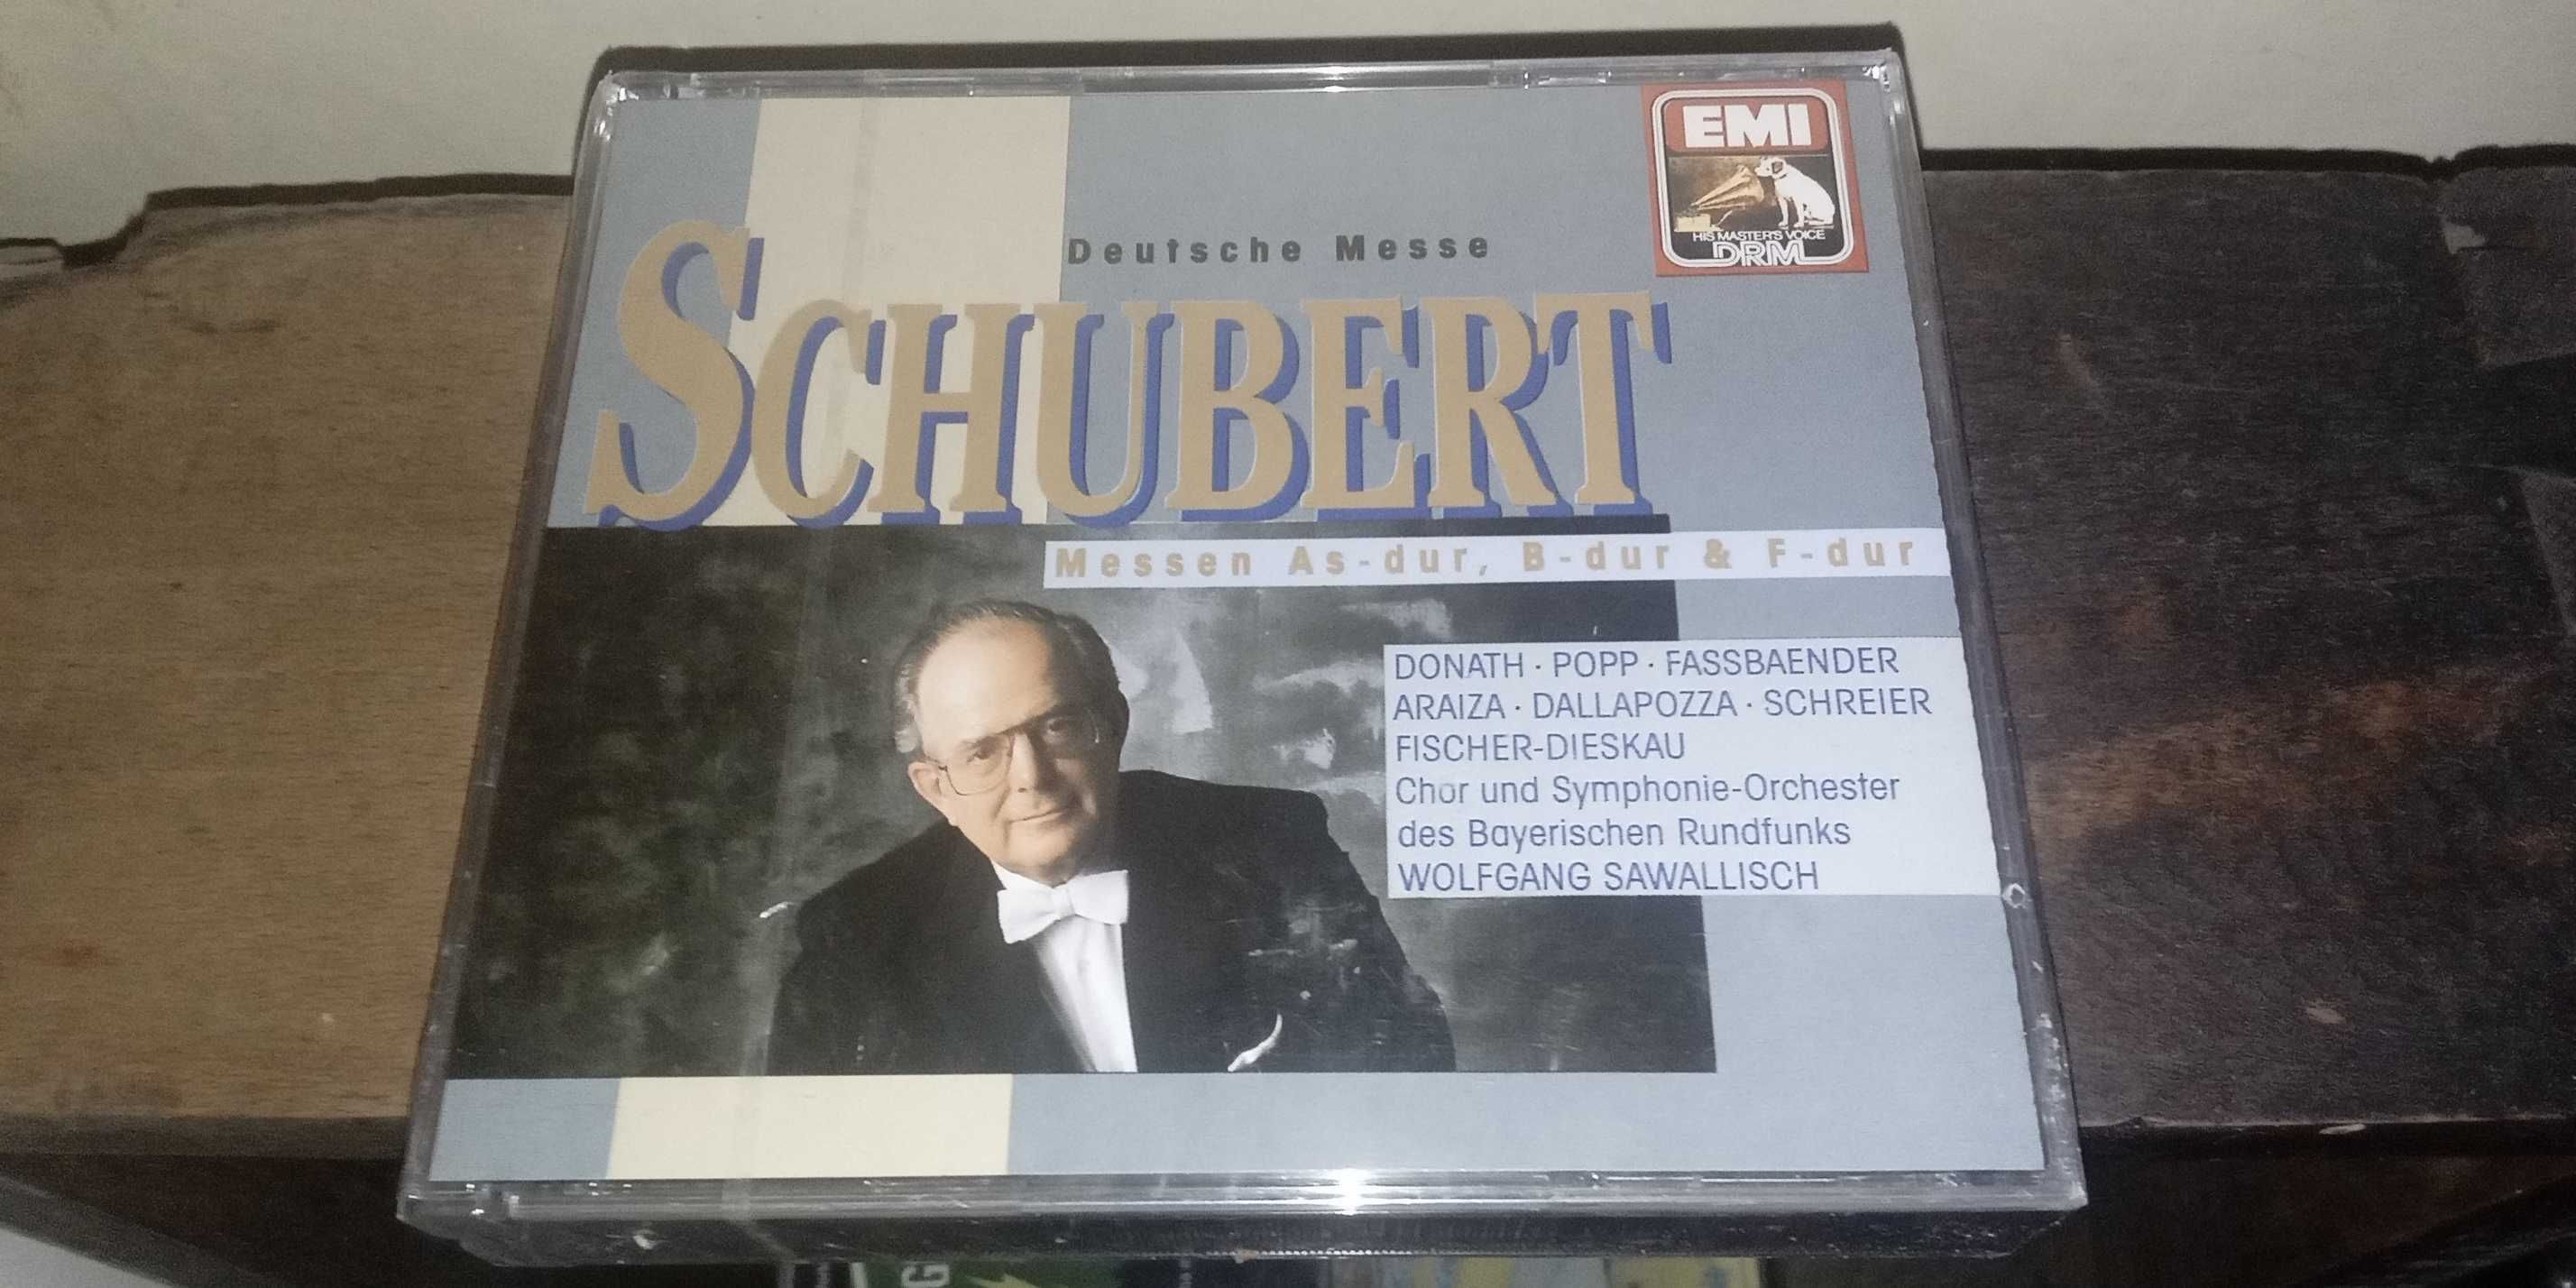 EMI
HIS MASTER'S VOICE
DRM
Deutsche Messe
SCHUBERT
Messen As-dur, B-dur & F-dur
DONATH · POPP · FASSBAENDER
ARAIZA · DALLAPOZZA · SCHREIER
FISCHER-DIESKAU
Chor und Symphonie-Orchester
des Bayerischen Rundfunks
WOLFGANG SAWALLISCH
G